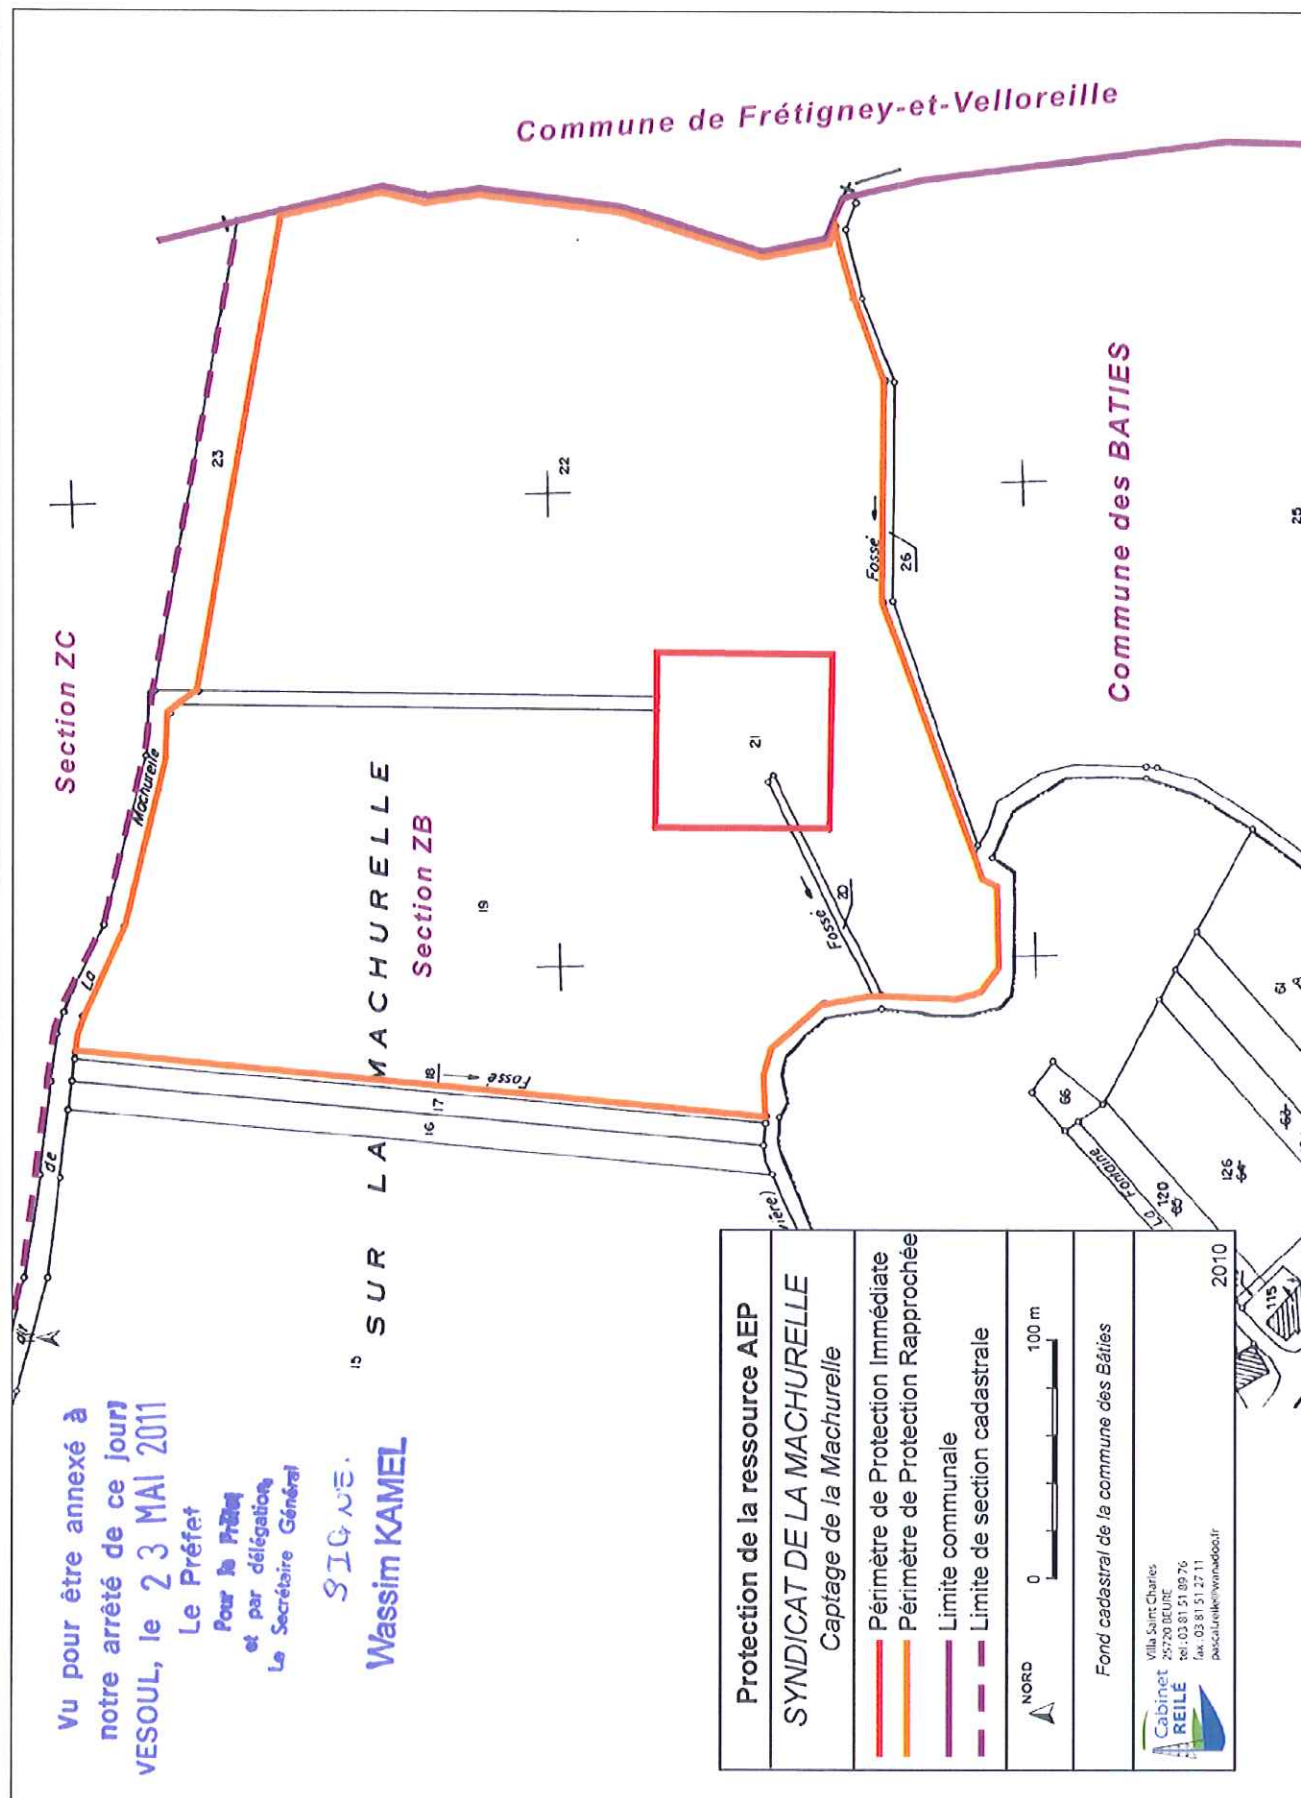 Commune de Frétigney-et-Velloreille
Section ZC
23
22
Machurelle
La
de
SUR LA MACHURELLE
Section ZB
19
21
Fossé
20
Fossé
26
Commune des BATIES
25
18
Fossé
17
16
15
66
La Fontaine
120
65
126
64
63
61
115
Vu pour être annexé à
notre arrêté de ce jour
VESOUL, le 23 MAI 2011
Le Préfet
Pour le Préfet
et par délégation,
Le Secrétaire Général
SIGNE.
Wassim KAMEL
Protection de la ressource AEP
SYNDICAT DE LA MACHURELLE
Captage de la Machurelle
Périmètre de Protection Immédiate
Périmètre de Protection Rapprochée
Limite communale
Limite de section cadastrale
NORD
0 100 m
Fond cadastral de la commune des Bâties
Cabinet
REILÉ
Villa Saint Charles
25720 BEURE
tel : 03 81 51 89 76
fax : 03 81 51 27 11
pascal.reile@wanadoo.fr
2010